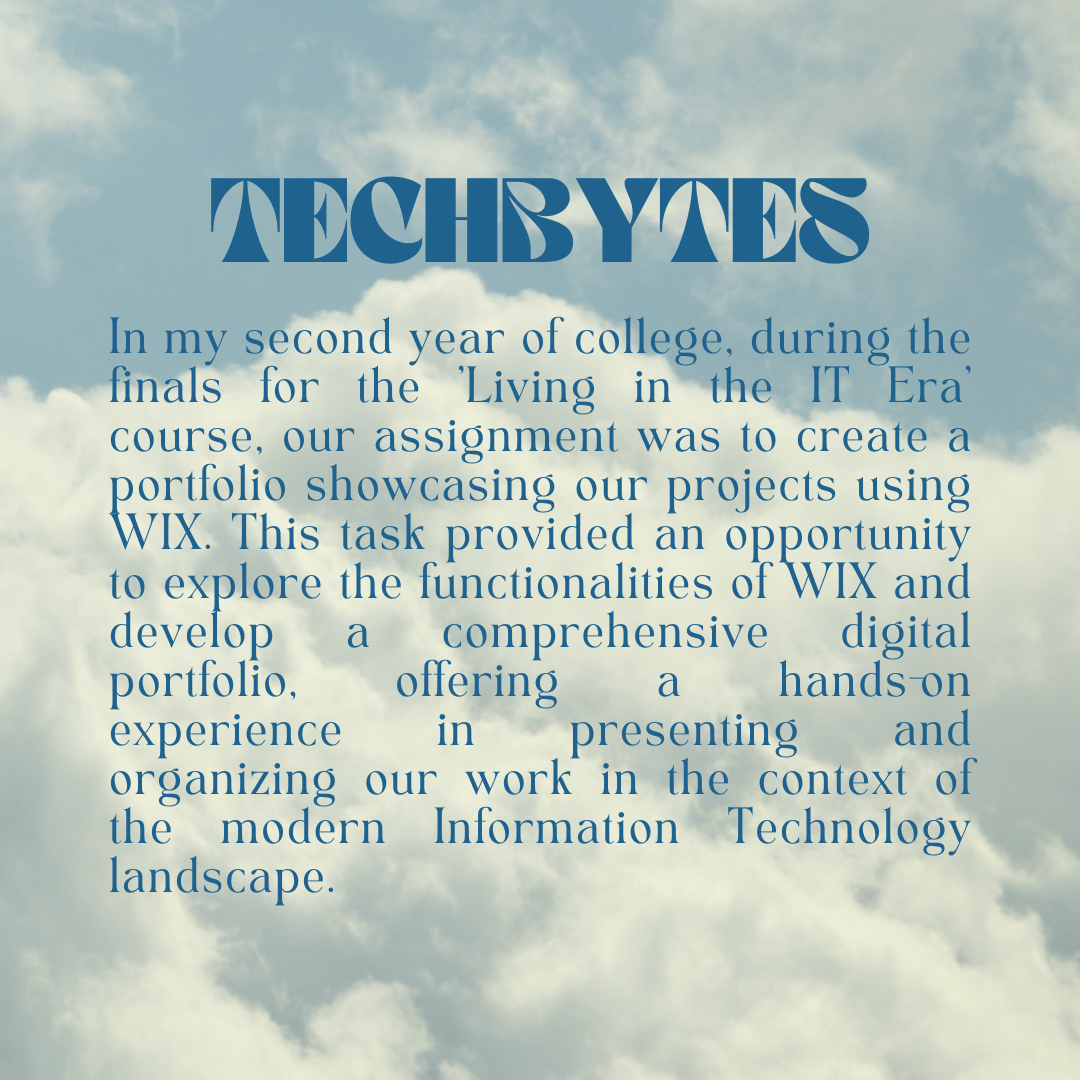 TECHBYTES
In my second year of college, during the
finals for the 'Living in the IT Era'
course, our assignment was to create a
portfolio showcasing our projects using
WIX. This task provided an opportunity
to explore the functionalities of WIX and
develop a comprehensive digital
portfolio, offering a hands-on
experience in presenting and
organizing our work in the context of
the modern Information Technology
landscape.